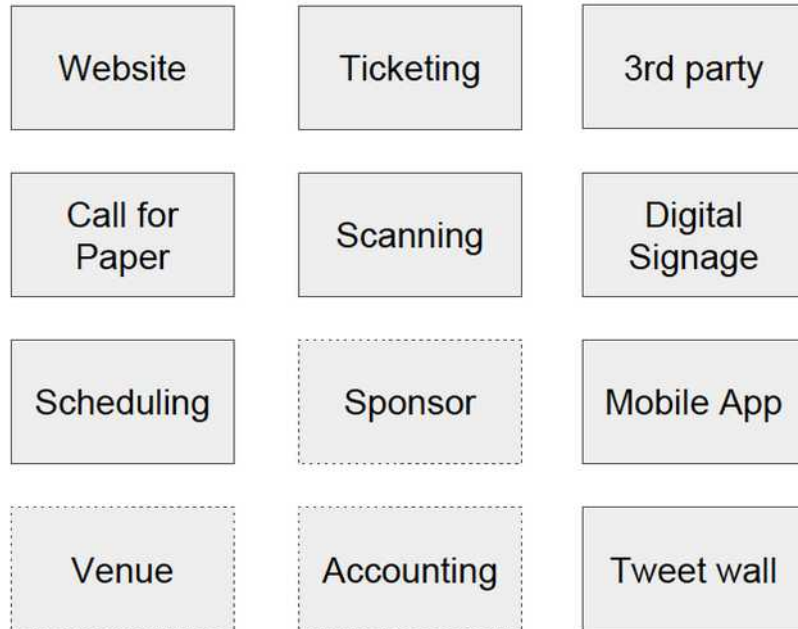 Website
Ticketing
3rd party
Call for
Paper
Scanning
Digital
Signage
Scheduling
Sponsor
Mobile App
Venue
Accounting
Tweet wall